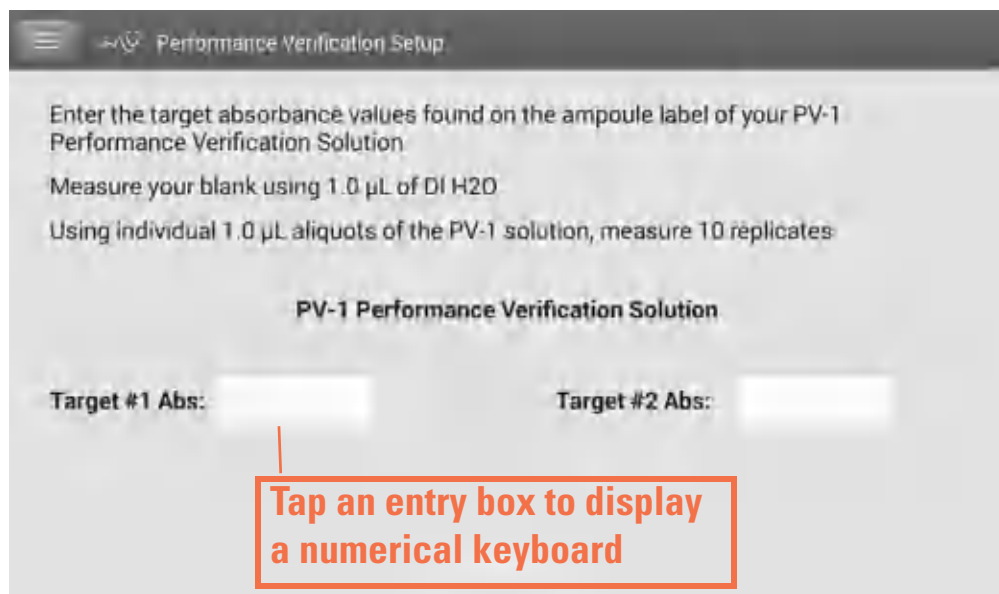 Performance Verification Setup
Enter the target absorbance values found on the ampoule label of your PV-1
Performance Verification Solution
Measure your blank using 1.0 µL of DI H2O
Using individual 1.0 µL aliquots of the PV-1 solution, measure 10 replicates
PV-1 Performance Verification Solution
Target #1 Abs: Target #2 Abs:
Tap an entry box to display
a numerical keyboard